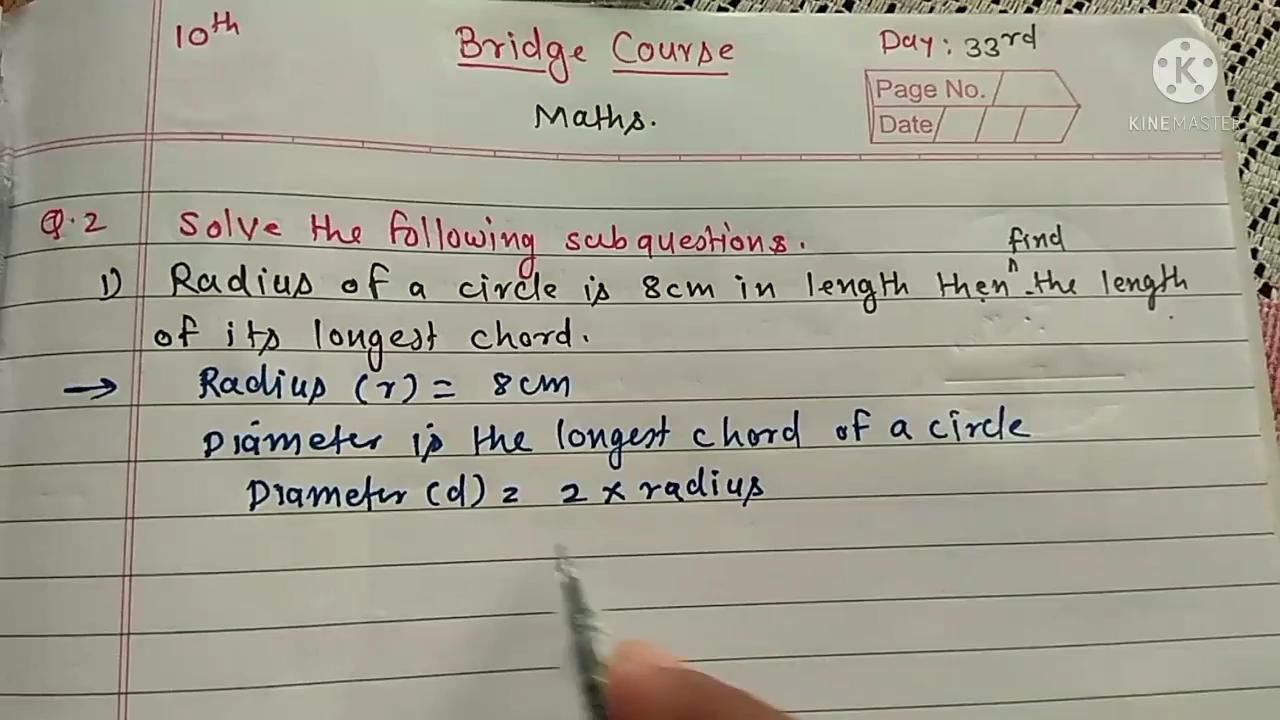 10th
Bridge Course
Day: 33rd
Page No.
Date
Maths.
K
KINEMASTER
Q.2 Solve the following subquestions.
find
1) Radius of a circle is 8cm in length then ^ the length
of its longest chord.
→ Radius (r) = 8cm
Diameter is the longest chord of a circle
Diameter (d) = 2 × radius